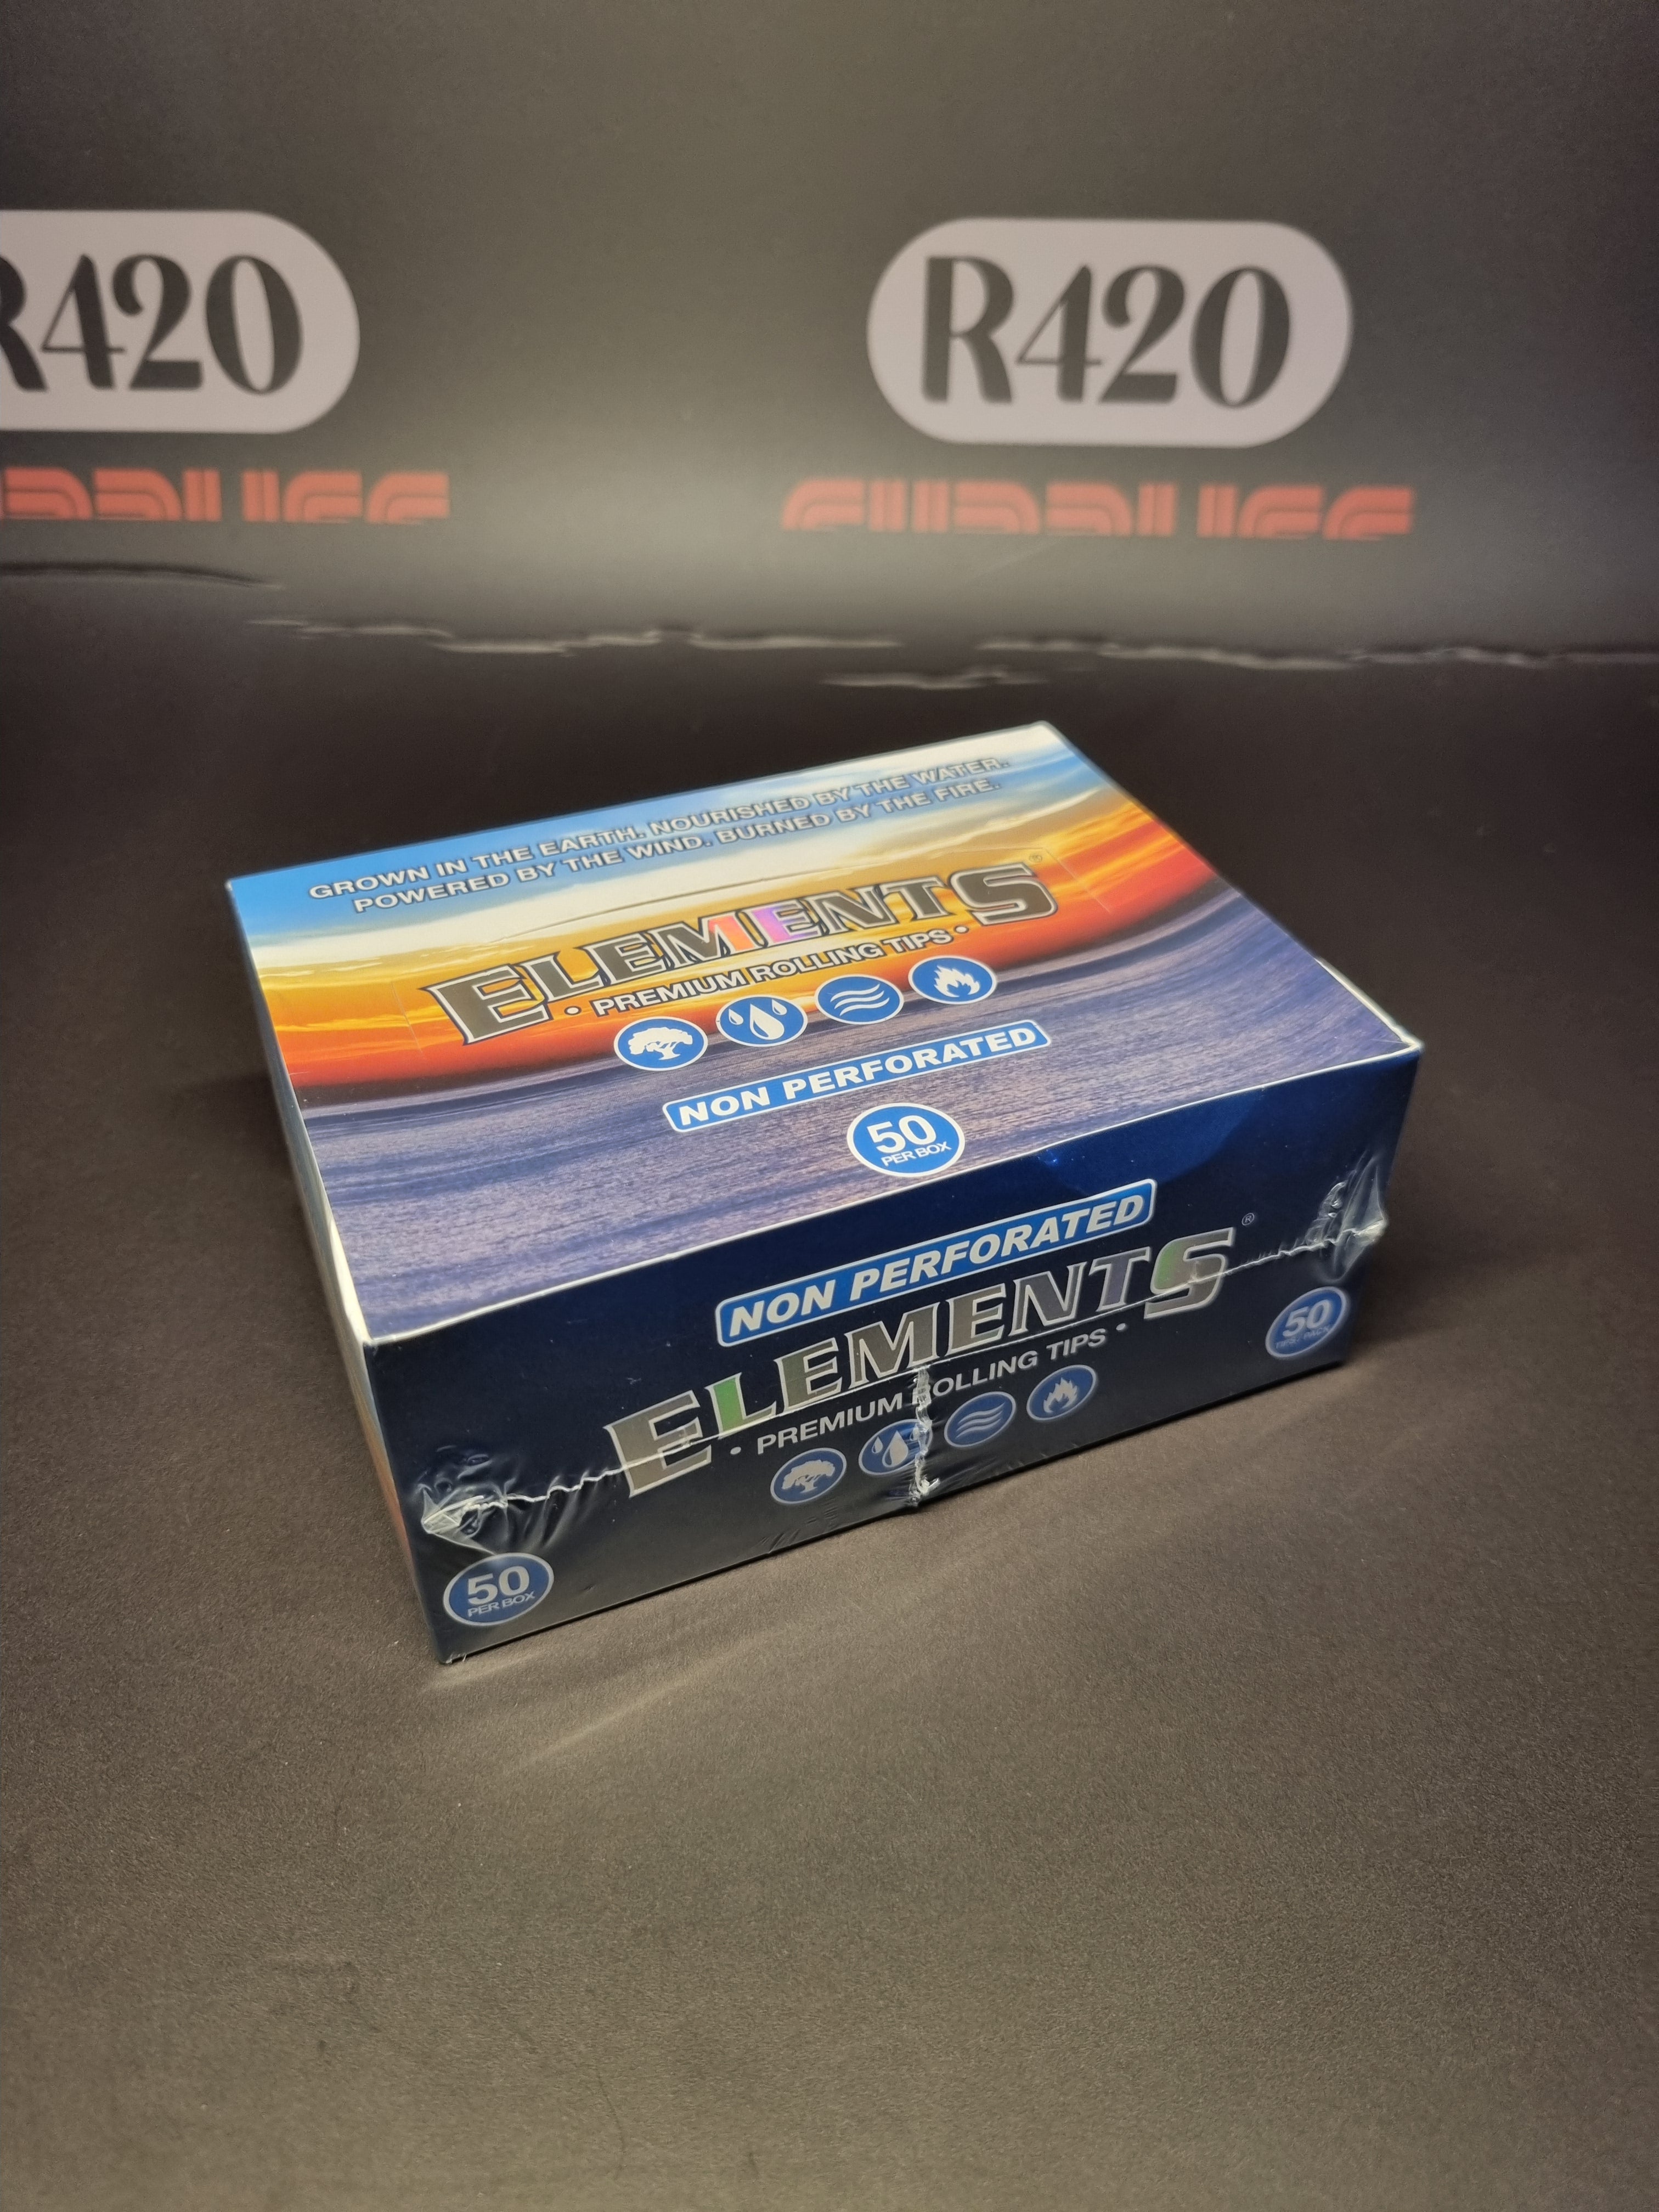 R420
R420
GROWN IN THE EARTH. NOURISHED BY THE WATER.
POWERED BY THE WIND. BURNED BY THE FIRE.
ELEMENTS®
• PREMIUM ROLLING TIPS •
NON PERFORATED
50
PER BOX
NON PERFORATED
ELEMENTS®
• PREMIUM ROLLING TIPS •
50
PER BOX
50